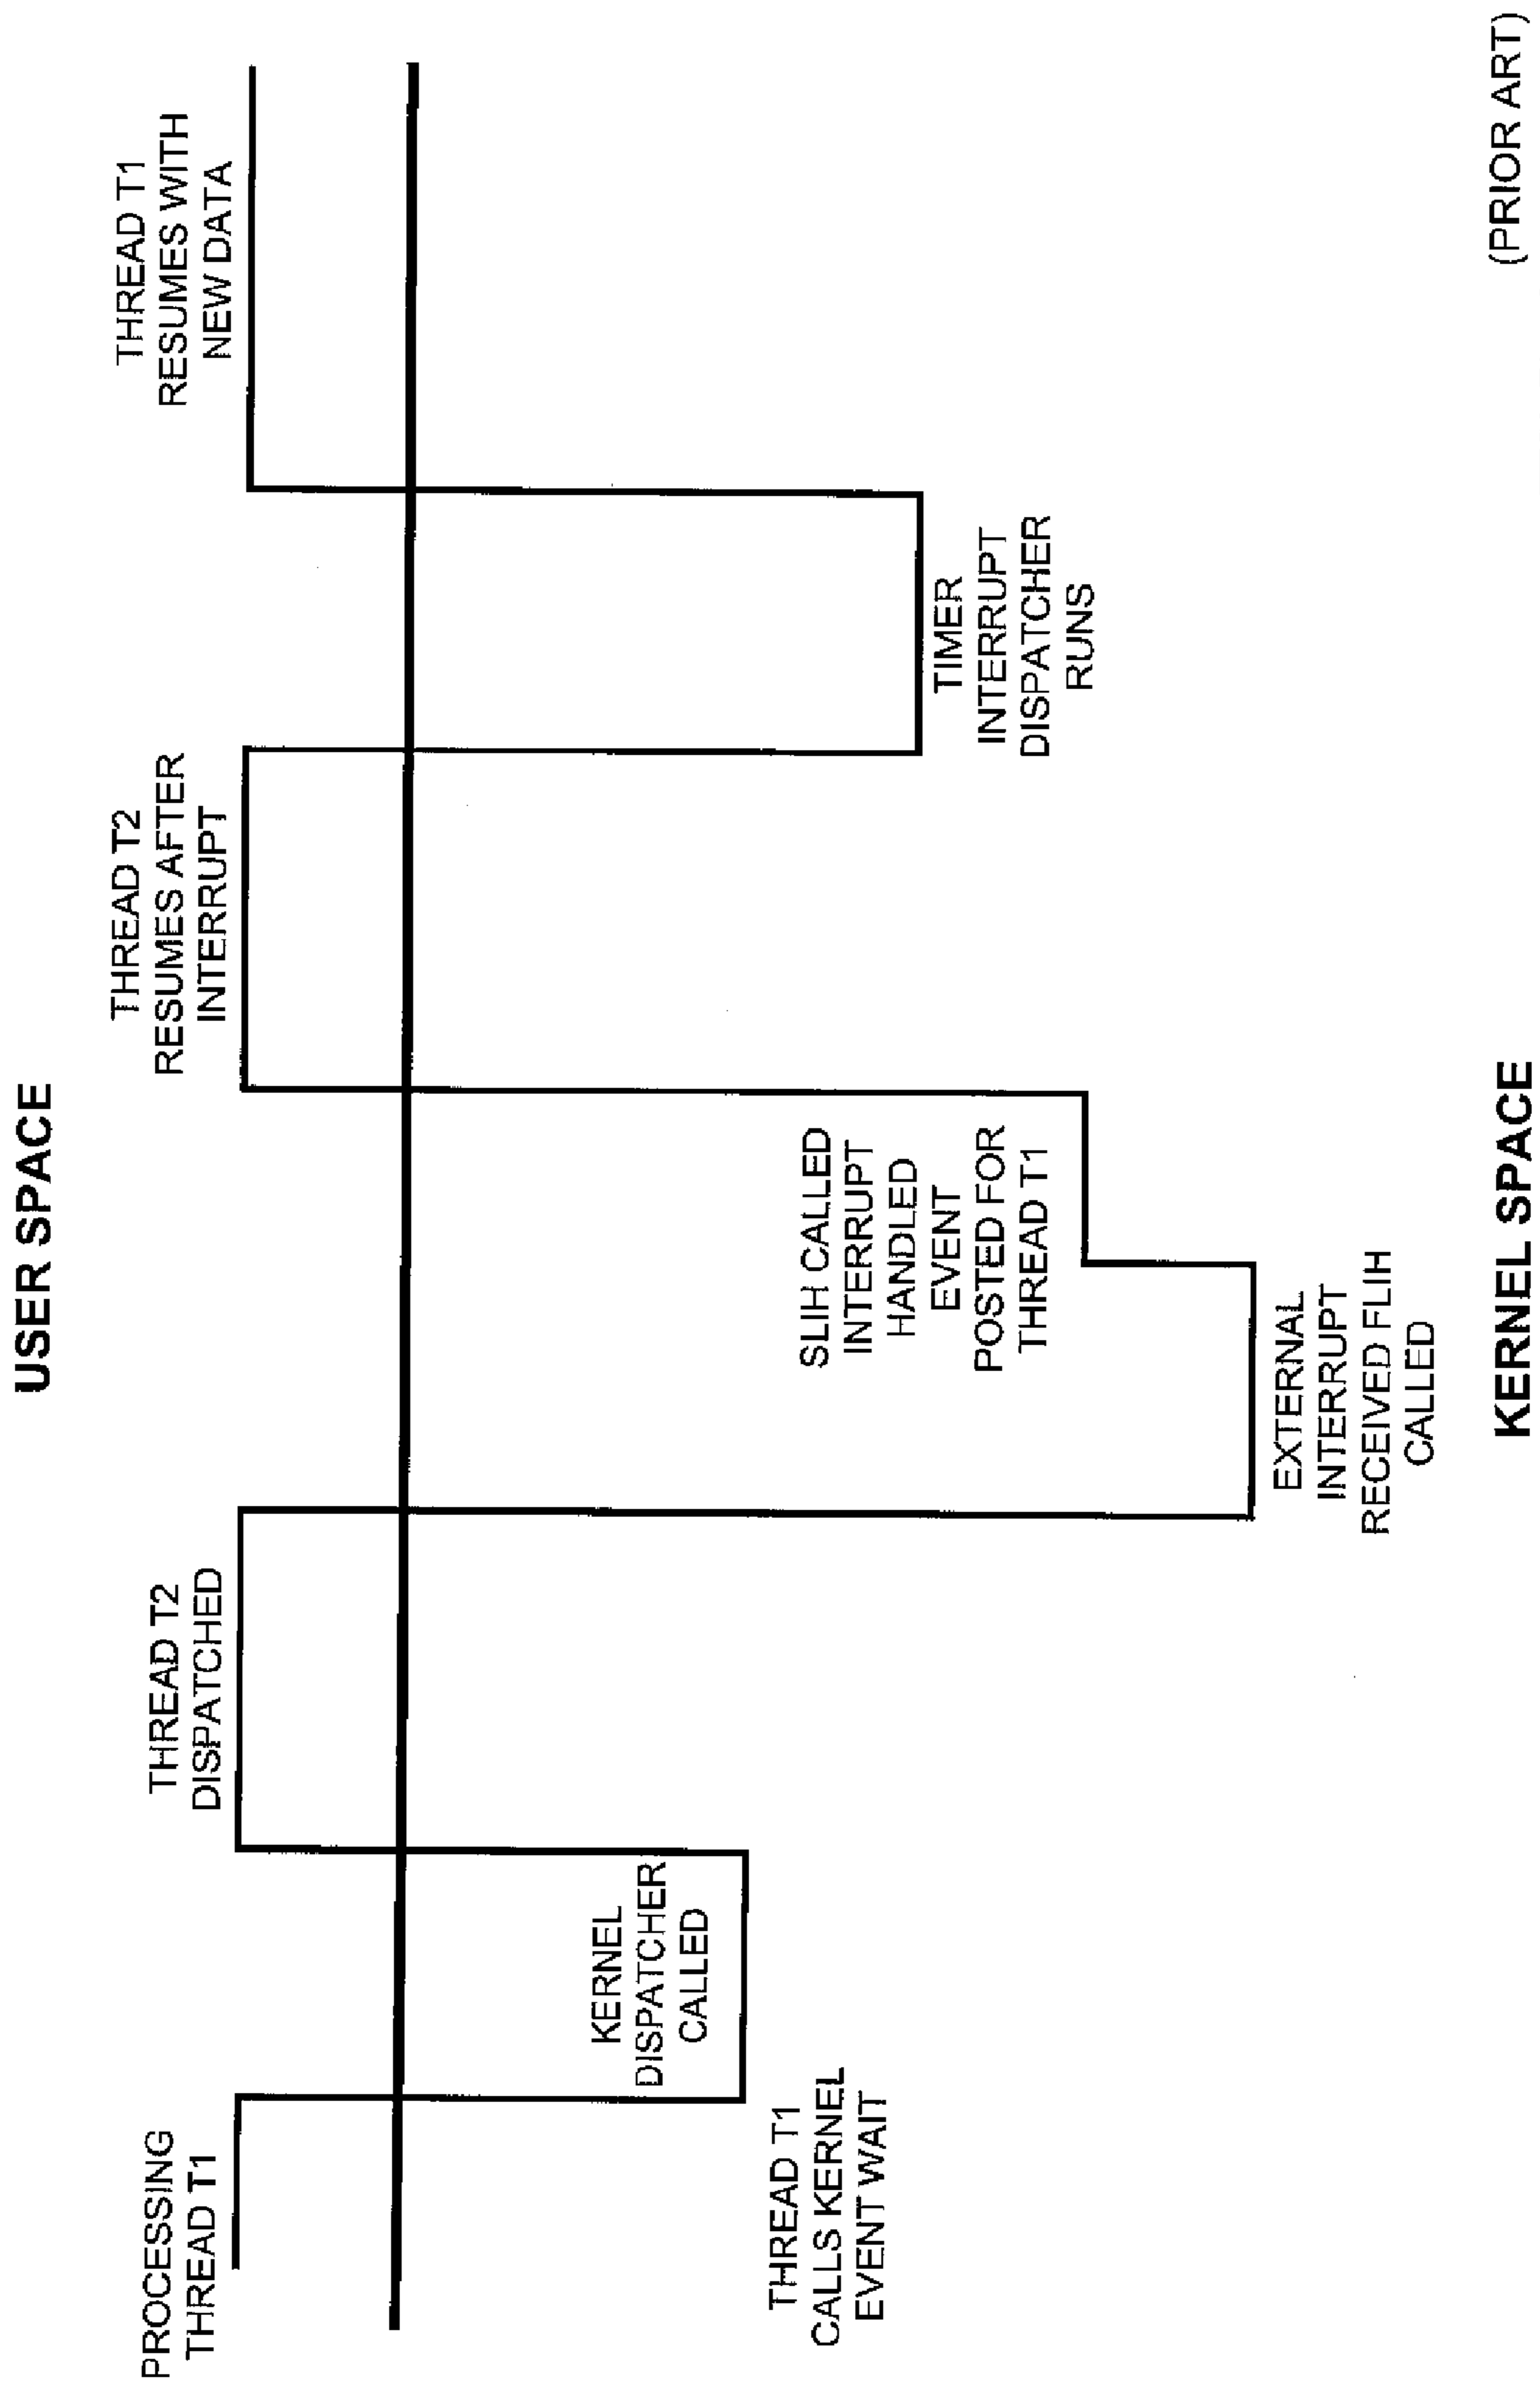 USER SPACE
PROCESSING
THREAD T1
THREAD T2
DISPATCHED
THREAD T2
RESUMES AFTER
INTERRUPT
THREAD T1
RESUMES WITH
NEW DATA
KERNEL
DISPATCHER
CALLED
THREAD T1
CALLS KERNEL
EVENT WAIT
SLIH CALLED
INTERRUPT
HANDLED
EVENT
POSTED FOR
THREAD T1
EXTERNAL
INTERRUPT
RECEIVED FLIH
CALLED
TIMER
INTERRUPT
DISPATCHER
RUNS
KERNEL SPACE
(PRIOR ART)